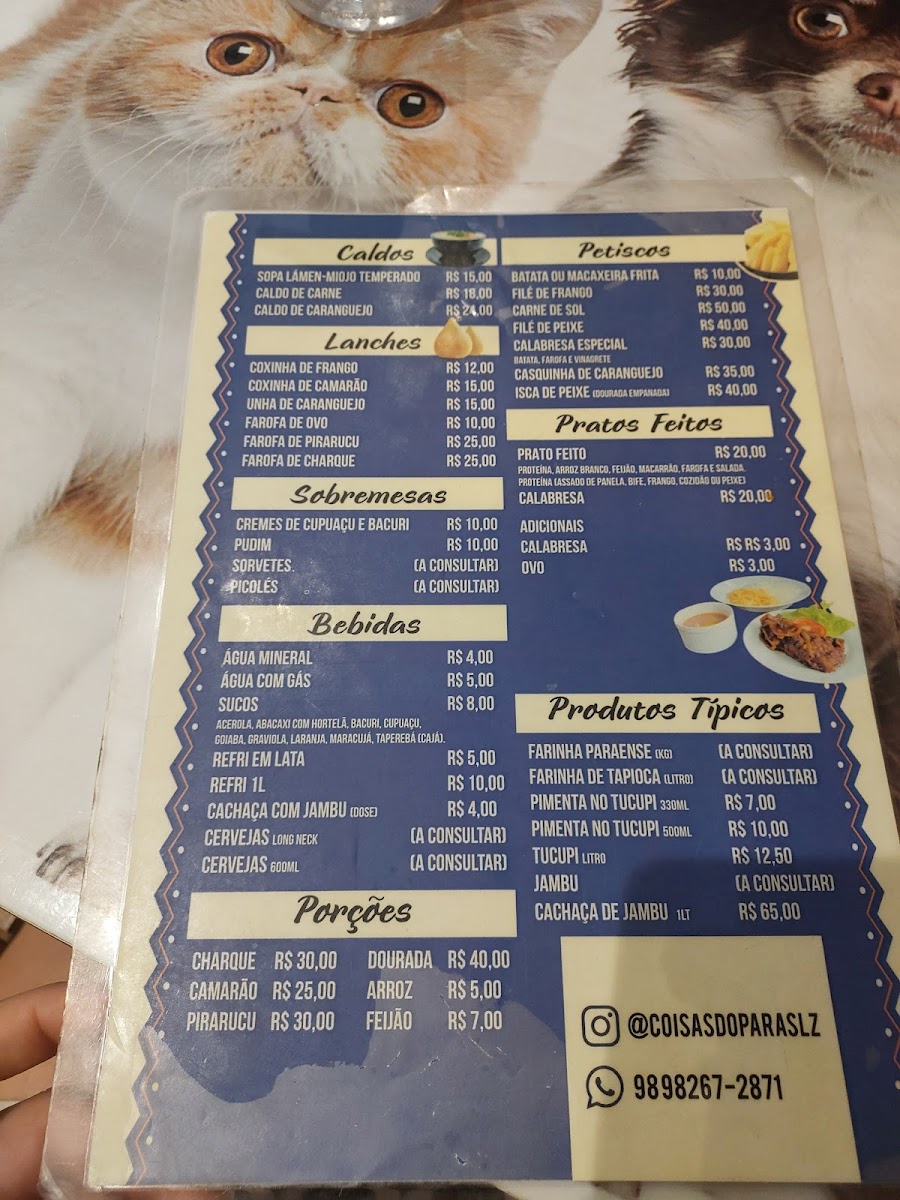 Caldos
SOPA LÁMEN-MIOJO TEMPERADO R$ 15,00
CALDO DE CARNE R$ 18,00
CALDO DE CARANGUEJO R$ 24,00
Lanches
COXINHA DE FRANGO R$ 12,00
COXINHA DE CAMARÃO R$ 15,00
UNHA DE CARANGUEJO R$ 15,00
FAROFA DE OVO R$ 10,00
FAROFA DE PIRARUCU R$ 25,00
FAROFA DE CHARQUE R$ 25,00
Sobremesas
CREMES DE CUPUAÇU E BACURI R$ 10,00
PUDIM R$ 10,00
SORVETES. (A CONSULTAR)
PICOLÉS (A CONSULTAR)
Bebidas
ÁGUA MINERAL R$ 4,00
ÁGUA COM GÁS R$ 5,00
SUCOS R$ 8,00
ACEROLA, ABACAXI COM HORTELÃ, BACURI, CUPUAÇU,
GOIABA, GRAVIOLA, LARANJA, MARACUJÁ, TAPEREBÁ (CAJÁ).
REFRI EM LATA R$ 5,00
REFRI 1L R$ 10,00
CACHAÇA COM JAMBU (DOSE) R$ 4,00
CERVEJAS LONG NECK (A CONSULTAR)
CERVEJAS 600ML (A CONSULTAR)
Porções
CHARQUE R$ 30,00 DOURADA R$ 40,00
CAMARÃO R$ 25,00 ARROZ R$ 5,00
PIRARUCU R$ 30,00 FEIJÃO R$ 7,00
Petiscos
BATATA OU MACAXEIRA FRITA R$ 10,00
FILÉ DE FRANGO R$ 30,00
CARNE DE SOL R$ 50,00
FILÉ DE PEIXE R$ 40,00
CALABRESA ESPECIAL R$ 30,00
BATATA, FAROFA E VINAGRETE
CASQUINHA DE CARANGUEJO R$ 35,00
ISCA DE PEIXE (DOURADA EMPANADA) R$ 40,00
Pratos Feitos
PRATO FEITO R$ 20,00
PROTEÍNA, ARROZ BRANCO, FEIJÃO, MACARRÃO, FAROFA E SALADA.
PROTEÍNA (ASSADO DE PANELA, BIFE, FRANGO, COZIDÃO OU PEIXE)
CALABRESA R$ 20,00
ADICIONAIS
CALABRESA R$ R$ 3,00
OVO R$ 3,00
Produtos Típicos
FARINHA PARAENSE (KG) (A CONSULTAR)
FARINHA DE TAPIOCA (LITRO) (A CONSULTAR)
PIMENTA NO TUCUPI 330ML R$ 7,00
PIMENTA NO TUCUPI 500ML R$ 10,00
TUCUPI LITRO R$ 12,50
JAMBU (A CONSULTAR)
CACHAÇA DE JAMBU 1LT R$ 65,00
@COISASDOPARASLZ
9898267-2871